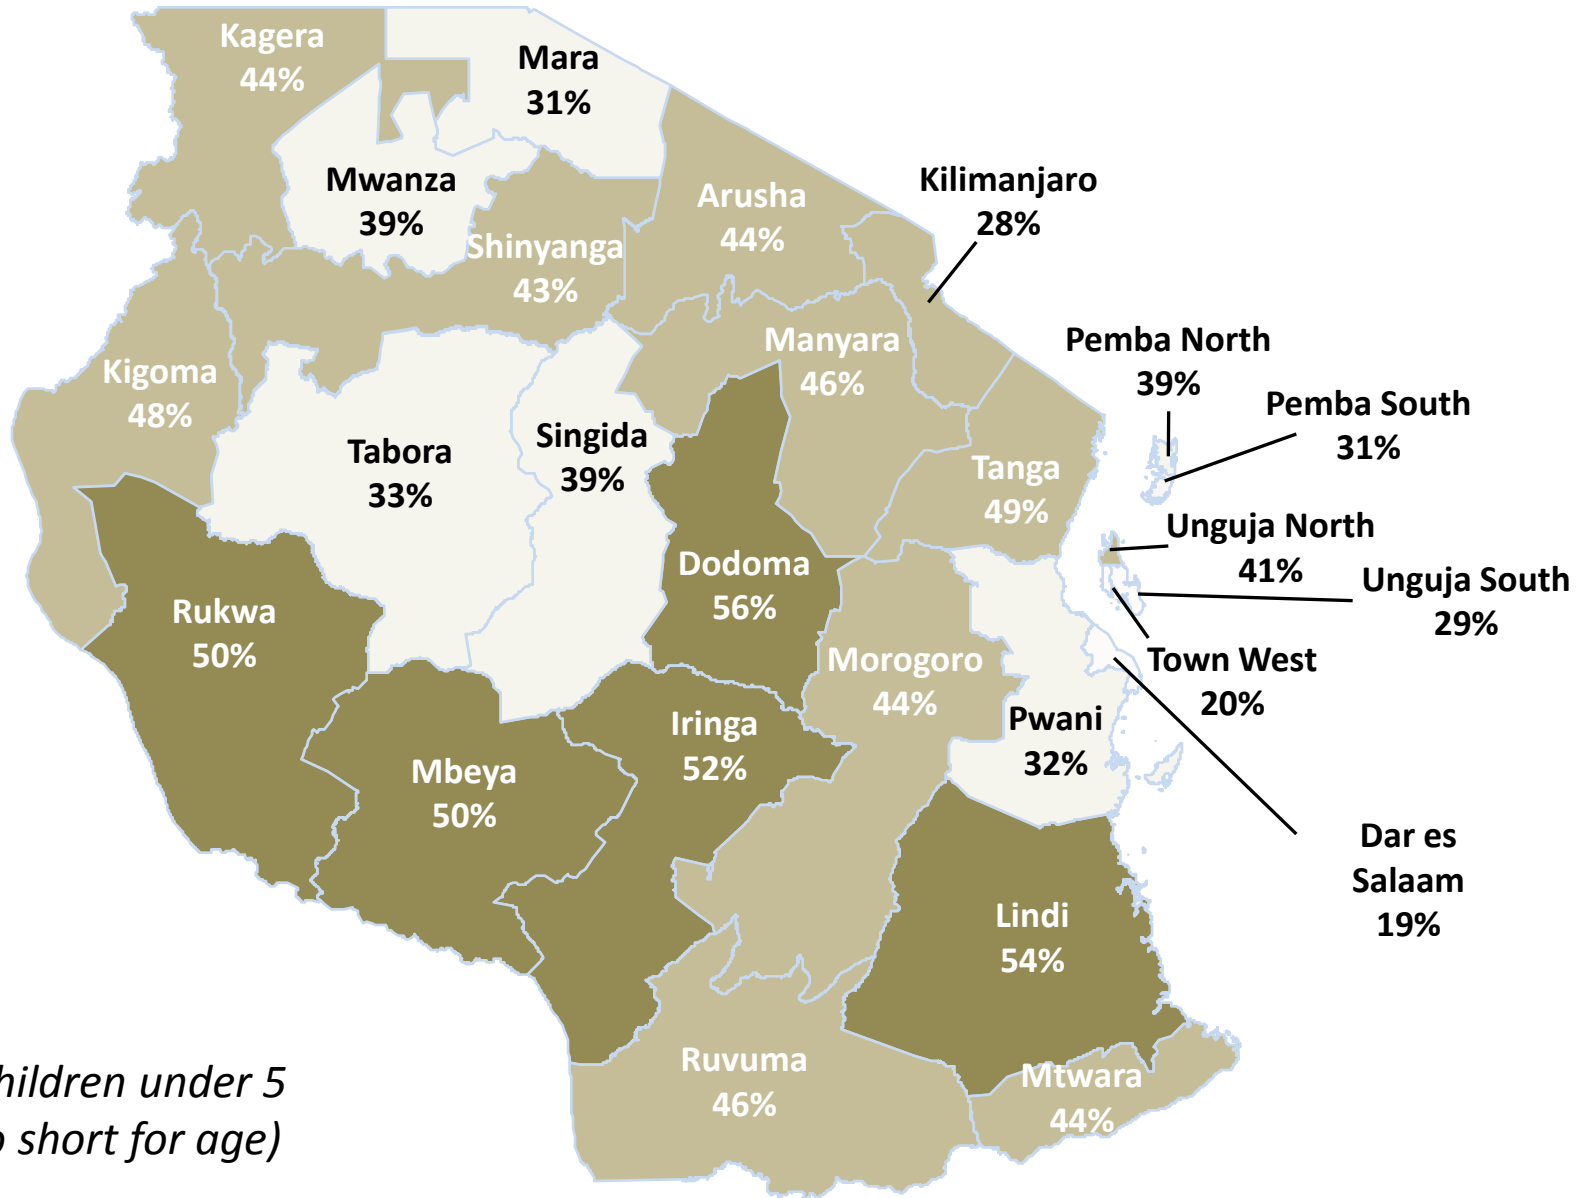 Kagera
44%
Mara
31%
Mwanza
39%
Shinyanga
43%
Arusha
44%
Kilimanjaro
28%
Kigoma
48%
Tabora
33%
Singida
39%
Manyara
46%
Tanga
49%
Pemba North
39%
Pemba South
31%
Unguja North
41%
Unguja South
29%
Town West
20%
Rukwa
50%
Dodoma
56%
Morogoro
44%
Pwani
32%
Mbeya
50%
Iringa
52%
Dar es
Salaam
19%
Lindi
54%
Ruvuma
46%
Mtwara
44%
hildren under 5
short for age)